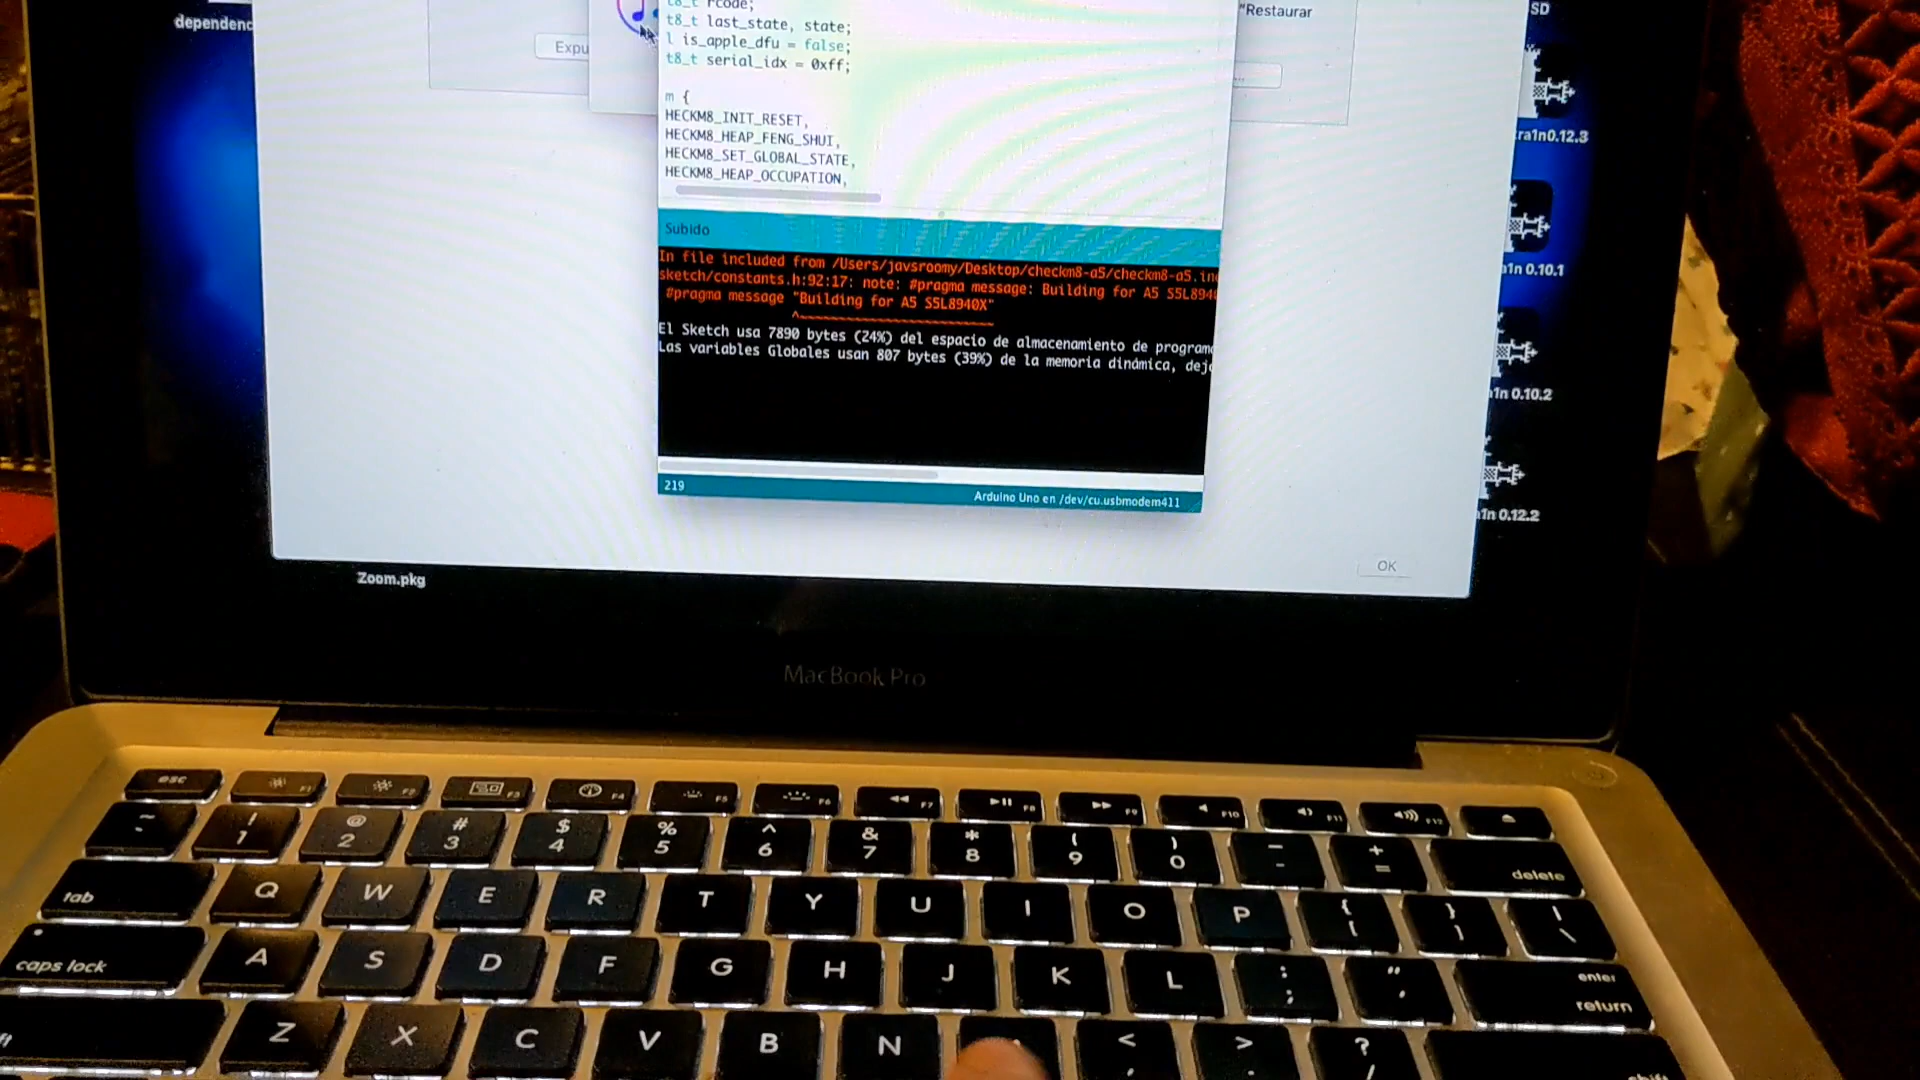 dependenc
Expu
"Restaurar
SD
t8_t rcode;
t8_t last_state, state;
l is_apple_dfu = false;
t8_t serial_idx = 0xff;
m {
HECKM8_INIT_RESET,
HECKM8_HEAP_FENG_SHUI,
HECKM8_SET_GLOBAL_STATE,
HECKM8_HEAP_OCCUPATION,
ra1n0.12.3
a1n 0.10.1
1n 0.10.2
1n 0.12.2
Subido
In file included from /Users/javsroomy/Desktop/checkm8-a5/checkm8-a5.in
sketch/constants.h:92:17: note: #pragma message: Building for A5 S5L894
#pragma message "Building for A5 S5L8940X"
^~~~~~~~~~~~~~~~~~~~~~~~~~~
El Sketch usa 7890 bytes (24%) del espacio de almacenamiento de program
Las variables Globales usan 807 bytes (39%) de la memoria dinámica, dej
219
Arduino Uno en /dev/cu.usbmodem411
OK
Zoom.pkg
MacBook Pro
esc F1 F2 F3 F4 F5 F6 F7 F8 F9 F10 F11 F12
~ ! 1 @ 2 # 3 $ 4 % 5 ^ 6 & 7 * 8 ( 9 ) 0 _ - + = delete
tab Q W E R T Y U I O P { [ } ] | \
caps lock A S D F G H J K L : ; " ' enter return
Z X C V B N < , > . ? / shift